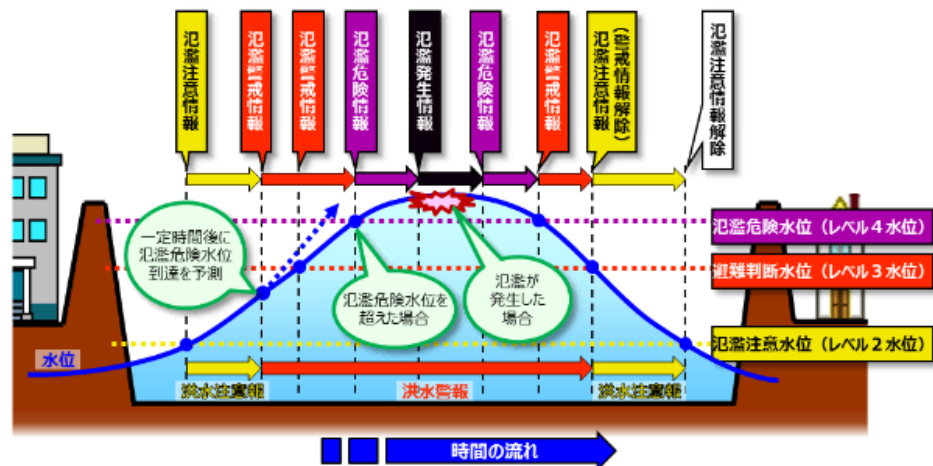 氾濫注意情報
氾濫警戒情報
氾濫警戒情報
氾濫危険情報
氾濫発生情報
氾濫危険情報
氾濫警戒情報
氾濫注意情報
(警戒情報解除)
氾濫注意情報解除
一定時間後に
氾濫危険水位
到達を予測
氾濫危険水位を
超えた場合
氾濫が
発生した
場合
氾濫危険水位(レベル4水位)
避難判断水位(レベル3水位)
氾濫注意水位(レベル2水位)
水位
洪水注意報
洪水警報
洪水注意報
時間の流れ